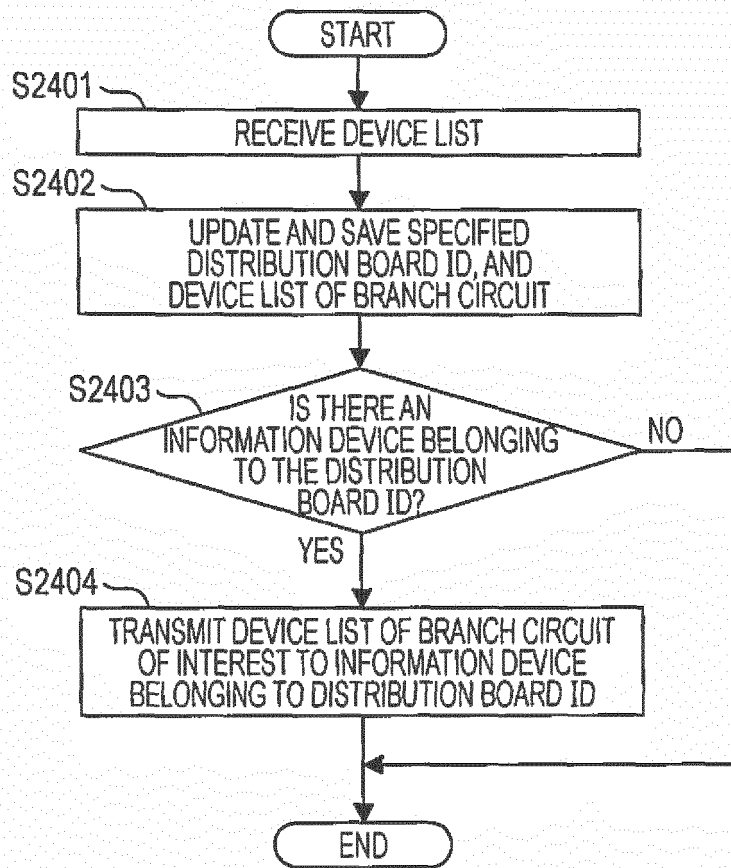 START
S2401
RECEIVE DEVICE LIST
S2402
UPDATE AND SAVE SPECIFIED
DISTRIBUTION BOARD ID, AND
DEVICE LIST OF BRANCH CIRCUIT
S2403
IS THERE AN
INFORMATION DEVICE BELONGING
TO THE DISTRIBUTION
BOARD ID?
NO
YES
S2404
TRANSMIT DEVICE LIST OF BRANCH CIRCUIT
OF INTEREST TO INFORMATION DEVICE
BELONGING TO DISTRIBUTION BOARD ID
END